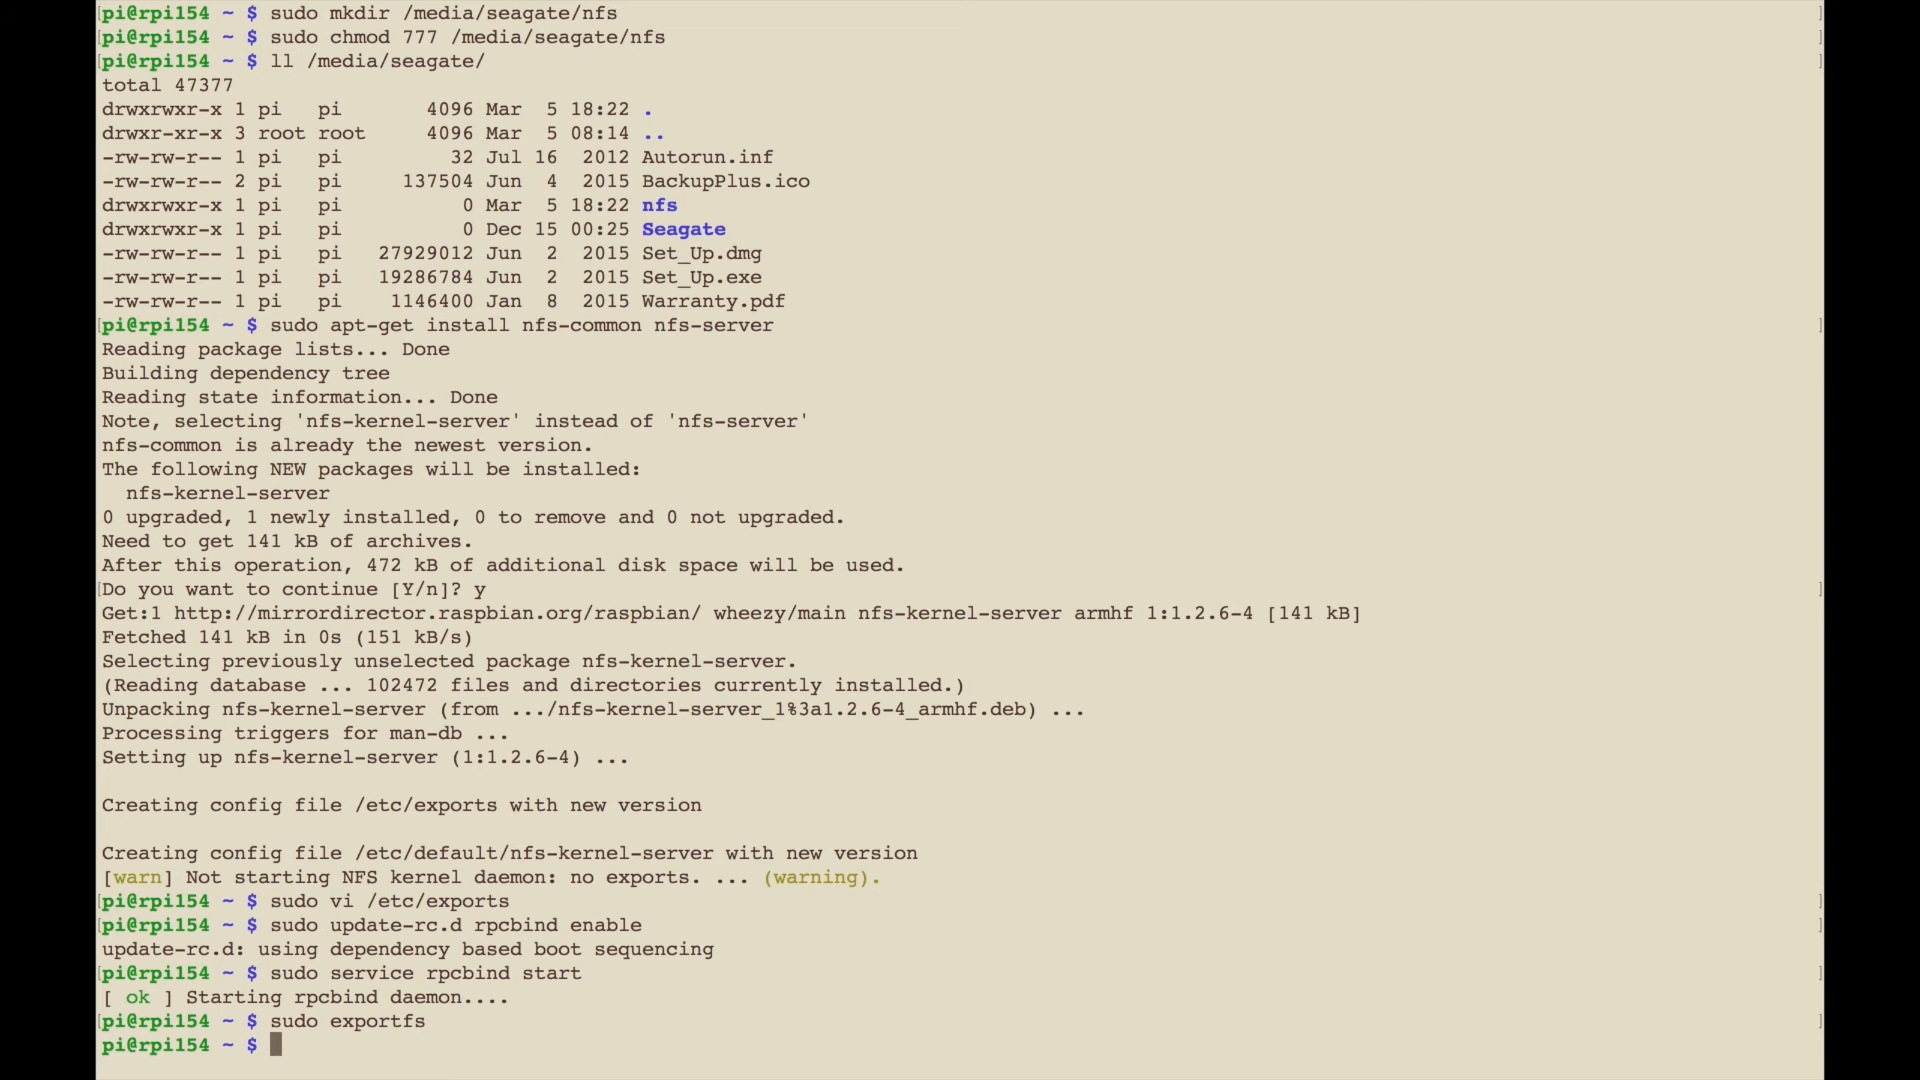 [pi@rpi154 ~ $ sudo mkdir /media/seagate/nfs ]
[pi@rpi154 ~ $ sudo chmod 777 /media/seagate/nfs ]
[pi@rpi154 ~ $ ll /media/seagate/ ]
total 47377
drwxrwxr-x 1 pi   pi       4096 Mar  5 18:22 .
drwxr-xr-x 3 root root     4096 Mar  5 08:14 ..
-rw-rw-r-- 1 pi   pi         32 Jul 16  2012 Autorun.inf
-rw-rw-r-- 2 pi   pi     137504 Jun  4  2015 BackupPlus.ico
drwxrwxr-x 1 pi   pi          0 Mar  5 18:22 nfs
drwxrwxr-x 1 pi   pi          0 Dec 15 00:25 Seagate
-rw-rw-r-- 1 pi   pi   27929012 Jun  2  2015 Set_Up.dmg
-rw-rw-r-- 1 pi   pi   19286784 Jun  2  2015 Set_Up.exe
-rw-rw-r-- 1 pi   pi    1146400 Jan  8  2015 Warranty.pdf
[pi@rpi154 ~ $ sudo apt-get install nfs-common nfs-server ]
Reading package lists... Done
Building dependency tree
Reading state information... Done
Note, selecting 'nfs-kernel-server' instead of 'nfs-server'
nfs-common is already the newest version.
The following NEW packages will be installed:
  nfs-kernel-server
0 upgraded, 1 newly installed, 0 to remove and 0 not upgraded.
Need to get 141 kB of archives.
After this operation, 472 kB of additional disk space will be used.
[Do you want to continue [Y/n]? y ]
Get:1 http://mirrordirector.raspbian.org/raspbian/ wheezy/main nfs-kernel-server armhf 1:1.2.6-4 [141 kB]
Fetched 141 kB in 0s (151 kB/s)
Selecting previously unselected package nfs-kernel-server.
(Reading database ... 102472 files and directories currently installed.)
Unpacking nfs-kernel-server (from .../nfs-kernel-server_1%3a1.2.6-4_armhf.deb) ...
Processing triggers for man-db ...
Setting up nfs-kernel-server (1:1.2.6-4) ...
Creating config file /etc/exports with new version
Creating config file /etc/default/nfs-kernel-server with new version
[warn] Not starting NFS kernel daemon: no exports. ... (warning).
[pi@rpi154 ~ $ sudo vi /etc/exports ]
[pi@rpi154 ~ $ sudo update-rc.d rpcbind enable ]
update-rc.d: using dependency based boot sequencing
[pi@rpi154 ~ $ sudo service rpcbind start ]
[ ok ] Starting rpcbind daemon....
[pi@rpi154 ~ $ sudo exportfs ]
pi@rpi154 ~ $